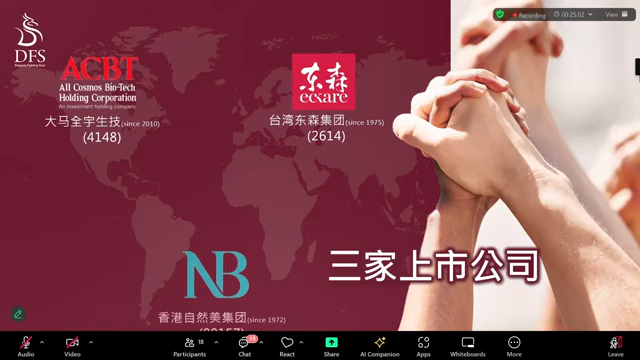 Recording
00:25:02
View
DFS
ACBT
All Cosmos Bio-Tech
Holding Corporation
An investment holding company
大马全宇生技(since 2010)
(4148)
东森
eckare
台湾东森集团(since 1975)
(2614)
NB
香港自然美集团(since 1972)
三家上市公司
Audio
Video
Participants
18
Chat
React
Share
AI Companion
Apps
Whiteboards
More
Leave